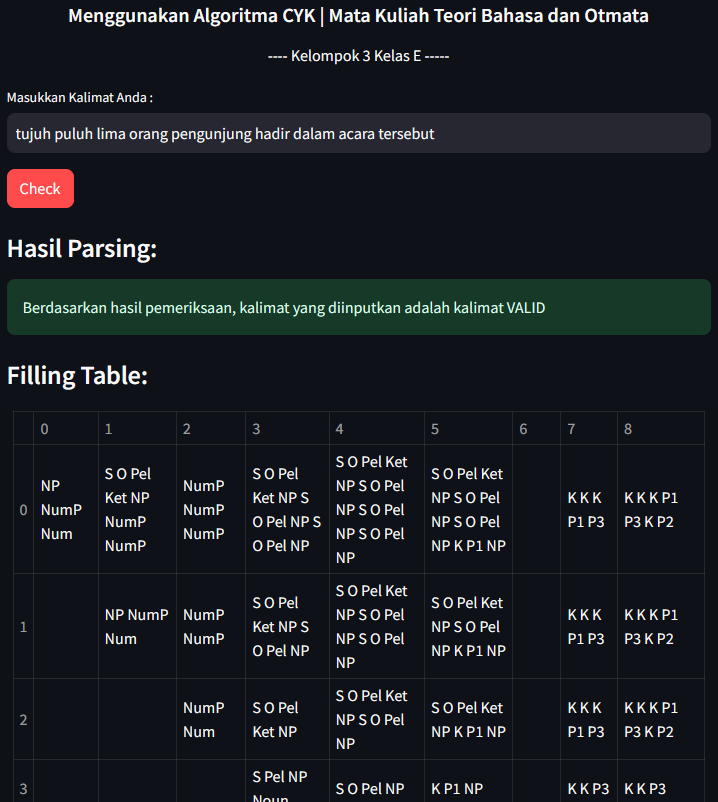 Menggunakan Algoritma CYK | Mata Kuliah Teori Bahasa dan Otmata
---- Kelompok 3 Kelas E -----
Masukkan Kalimat Anda :
tujuh puluh lima orang pengunjung hadir dalam acara tersebut
Check
Hasil Parsing:
Berdasarkan hasil pemeriksaan, kalimat yang diinputkan adalah kalimat VALID
Filling Table:
0 1 2 3 4 5 6 7 8
0
NP
NumP
Num
S O Pel
Ket NP
NumP
NumP
NumP
NumP
NumP
S O Pel
Ket NP S
O Pel NP S
O Pel NP
S O Pel Ket
NP S O Pel
NP S O Pel
NP S O Pel
NP
S O Pel Ket
NP S O Pel
NP S O Pel
NP K P1 NP
K K K
P1 P3
K K K P1
P3 K P2
1
NP NumP
Num
NumP
NumP
S O Pel
Ket NP S
O Pel NP
S O Pel Ket
NP S O Pel
NP S O Pel
NP
S O Pel Ket
NP S O Pel
NP K P1 NP
K K K
P1 P3
K K K P1
P3 K P2
2
NumP
Num
S O Pel
Ket NP
S O Pel Ket
NP S O Pel
NP
S O Pel Ket
NP K P1 NP
K K K
P1 P3
K K K P1
P3 K P2
3
S Pel NP
Noun
S O Pel NP
K P1 NP
K K P3
K K P3